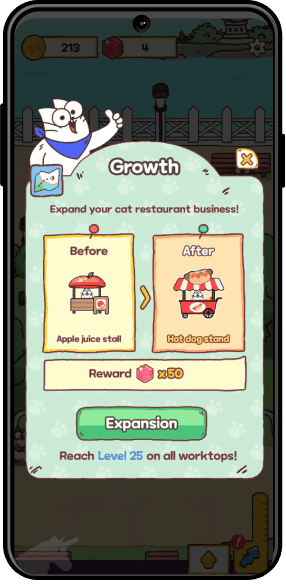 213
4
Growth
Expand your cat restaurant business!
Before
After
Apple juice stall
Hot dog stand
Reward x50
Expansion
Reach Level 25 on all worktops!